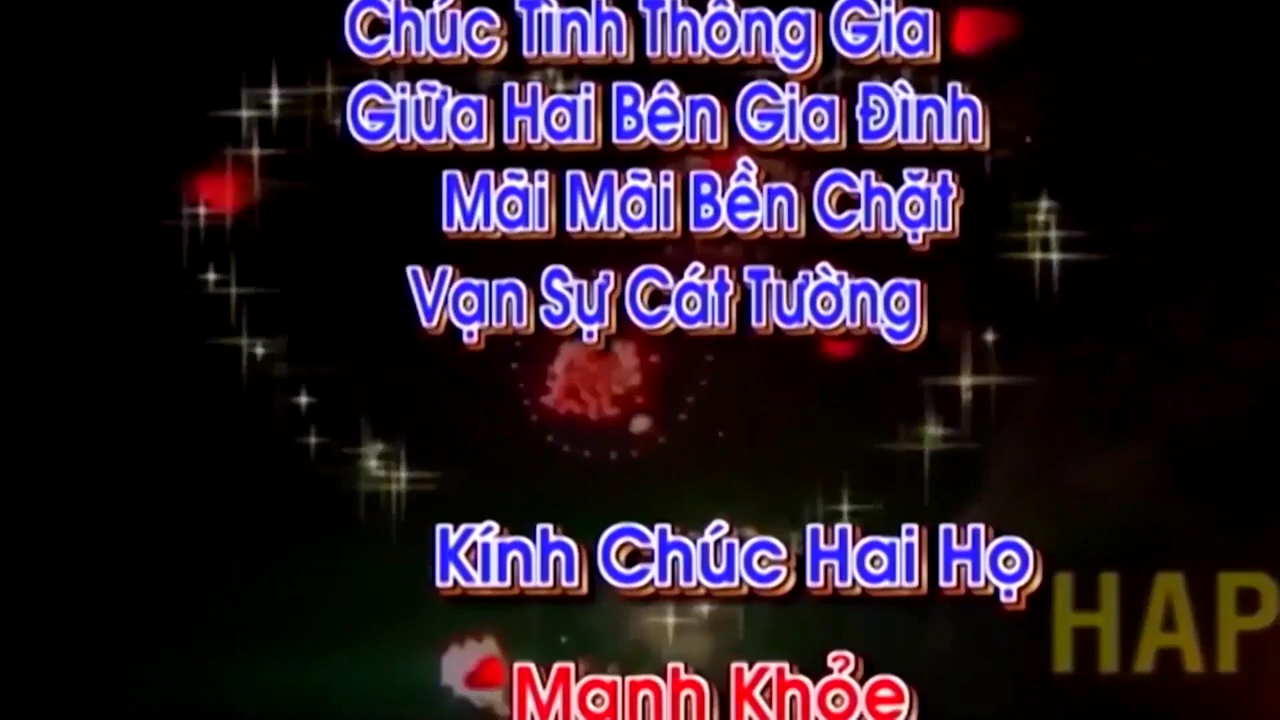 Chúc Tình Thông Gia
Giữa Hai Bên Gia Đình
Mãi Mãi Bền Chặt
Vạn Sự Cát Tường
Kính Chúc Hai Họ
HAP
Mạnh Khỏe